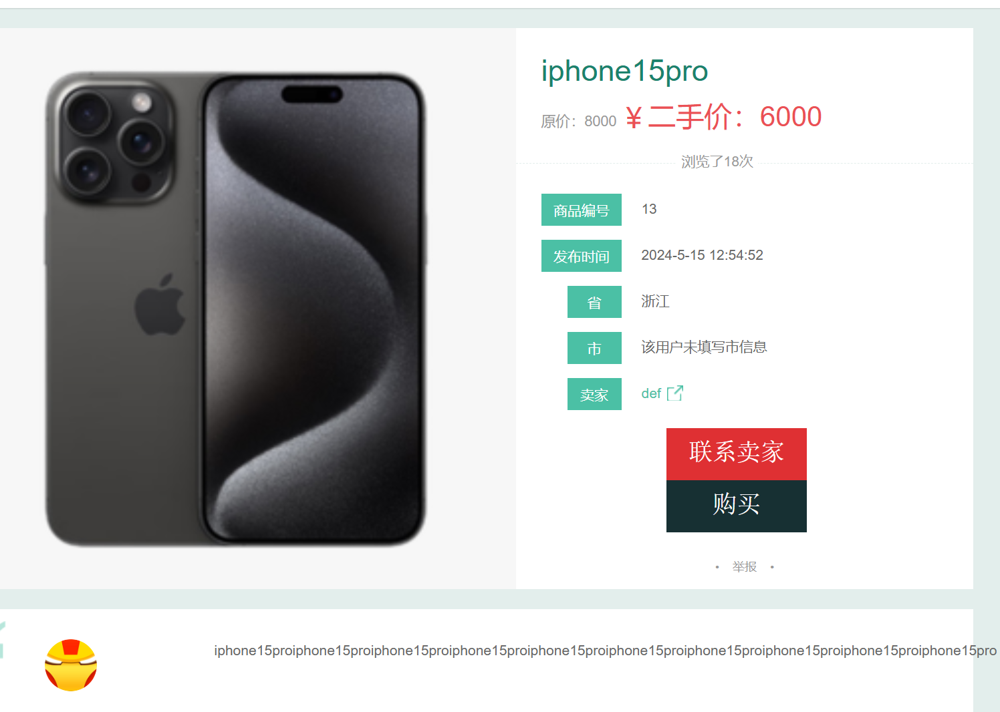 iphone15pro
原价：8000 ¥ 二手价：6000
浏览了18次
商品编号 13
发布时间 2024-5-15 12:54:52
省 浙江
市 该用户未填写市信息
卖家 def
联系卖家
购买
• 举报 •
iphone15proiphone15proiphone15proiphone15proiphone15proiphone15proiphone15proiphone15proiphone15proiphone15pro